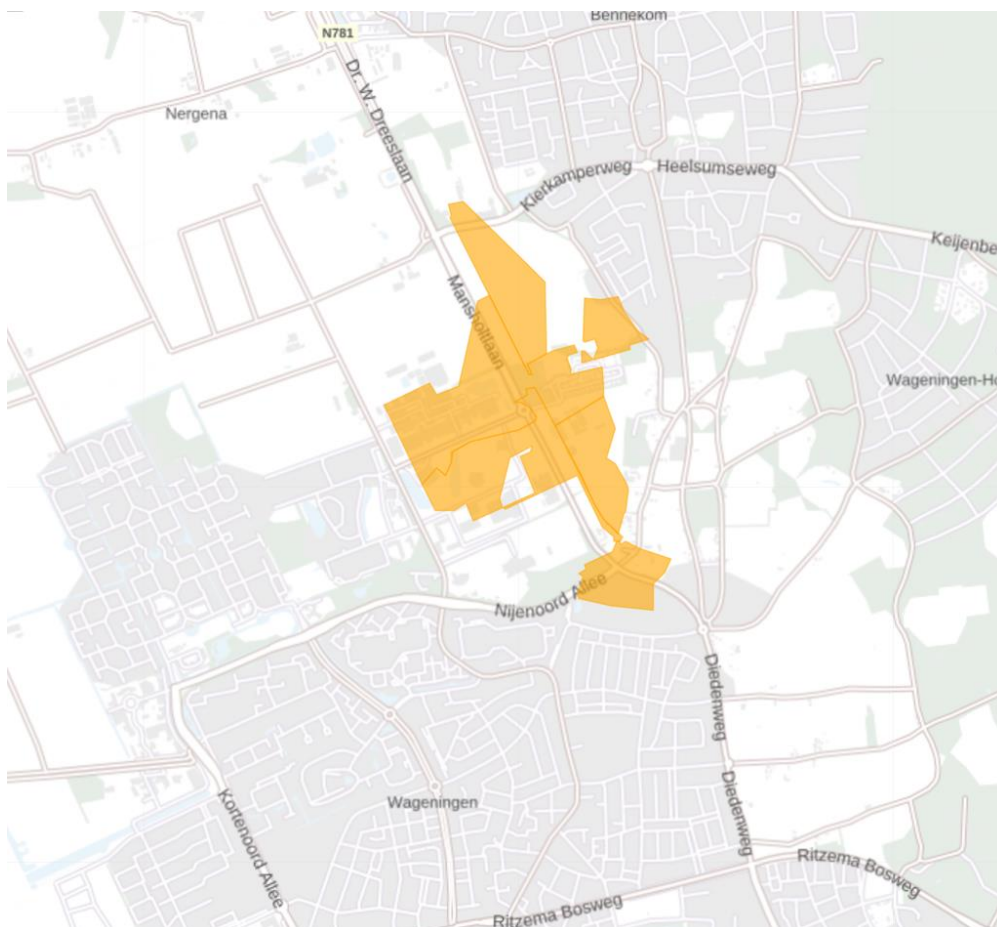 Bennekom
N781
Dr. W. Dreeslaan
Nergena
Kierkamperweg
Heelsumseweg
Keijenbe
Mansholtlaan
Wageningen-Ho
Nijenoord Allee
Diedenweg
Diedenweg
Wageningen
Kortenoord Allee
Ritzema Bosweg
Ritzema Bosweg